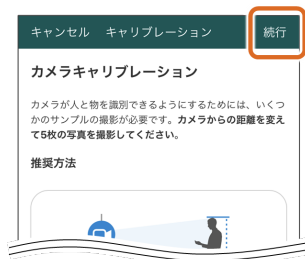 キャンセル キャリブレーション 続行
カメラキャリブレーション
カメラが人と物を識別できるようにするためには、いくつ
かのサンプルの撮影が必要です。カメラからの距離を変え
て5枚の写真を撮影してください。
推奨方法